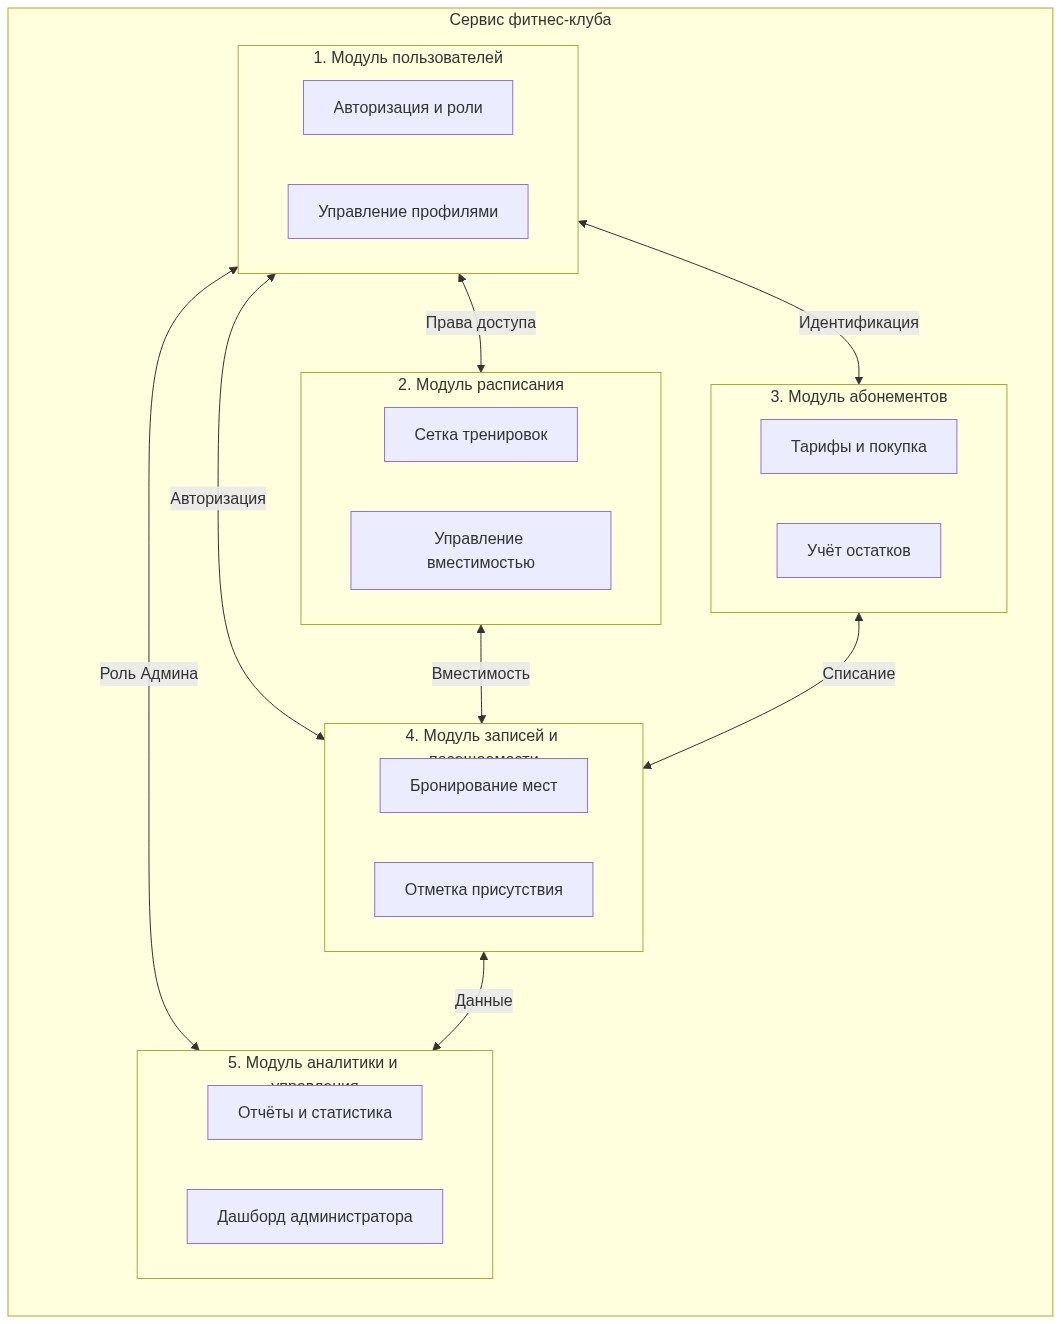 Сервис фитнес-клуба
1. Модуль пользователей
Авторизация и роли
Управление профилями
Права доступа
Идентификация
2. Модуль расписания
Сетка тренировок
Управление
вместимостью
3. Модуль абонементов
Тарифы и покупка
Учёт остатков
Авторизация
Роль Админа
Вместимость
Списание
4. Модуль записей и
посещаемости
Бронирование мест
Отметка присутствия
Данные
5. Модуль аналитики и
управления
Отчёты и статистика
Дашборд администратора